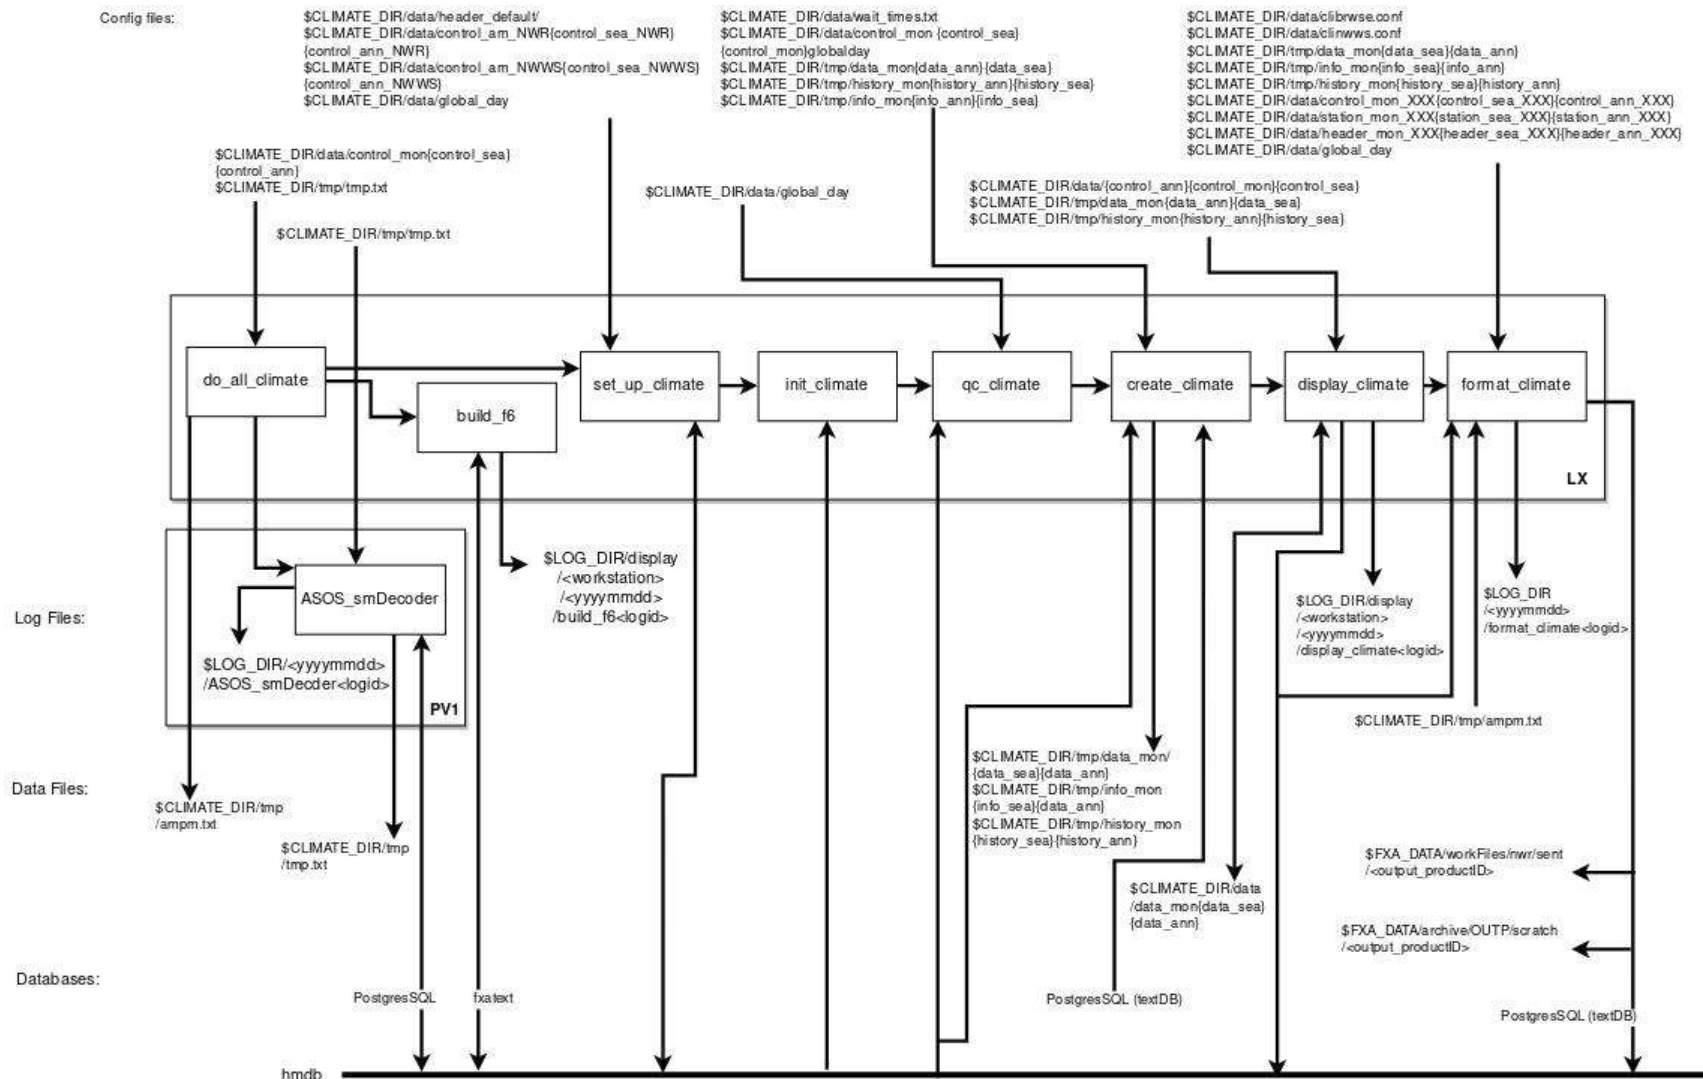 Config files:
$CLIMATE_DIR/data/header_default/
$CLIMATE_DIR/data/control_am_NWR{control_sea_NWR}
{control_ann_NWR}
$CLIMATE_DIR/data/control_am_NWWS{control_sea_NWWS}
{control_ann_NWWS}
$CLIMATE_DIR/data/global_day
$CLIMATE_DIR/data/wait_times.txt
$CLIMATE_DIR/data/control_mon {control_sea}
{control_mon}globalday
$CLIMATE_DIR/tmp/data_mon{data_ann}{data_sea}
$CLIMATE_DIR/tmp/history_mon{history_ann}{history_sea}
$CLIMATE_DIR/tmp/info_mon{info_ann}{info_sea}
$CLIMATE_DIR/data/clibrwse.conf
$CLIMATE_DIR/data/clinwws.conf
$CLIMATE_DIR/tmp/data_mon{data_sea}{data_ann}
$CLIMATE_DIR/tmp/info_mon{info_sea}{info_ann}
$CLIMATE_DIR/tmp/history_mon{history_sea}{history_ann}
$CLIMATE_DIR/data/control_mon_XXX{control_sea_XXX}{control_ann_XXX}
$CLIMATE_DIR/data/station_mon_XXX{station_sea_XXX}{station_ann_XXX}
$CLIMATE_DIR/data/header_mon_XXX{header_sea_XXX}{header_ann_XXX}
$CLIMATE_DIR/data/global_day
$CLIMATE_DIR/data/control_mon{control_sea}
{control_ann}
$CLIMATE_DIR/tmp/tmp.txt
$CLIMATE_DIR/tmp/tmp.txt
$CLIMATE_DIR/data/global_day
$CLIMATE_DIR/data/{control_ann}{control_mon}{control_sea}
$CLIMATE_DIR/tmp/data_mon{data_ann}{data_sea}
$CLIMATE_DIR/tmp/history_mon{history_ann}{history_sea}
do_all_climate
build_f6
set_up_climate
init_climate
qc_climate
create_climate
display_climate
format_climate
LX
Log Files:
ASOS_smDecoder
$LOG_DIR/<yyyymmdd>
/ASOS_smDecder<logid>
PV1
$LOG_DIR/display
/<workstation>
/<yyyymmdd>
/build_f6<logid>
$LOG_DIR/display
/<workstation>
/<yyyymmdd>
/display_climate<logid>
$LOG_DIR
/<yyyymmdd>
/format_climate<logid>
$CLIMATE_DIR/tmp/ampm.txt
Data Files:
$CLIMATE_DIR/tmp
/ampm.txt
$CLIMATE_DIR/tmp
/tmp.txt
$CLIMATE_DIR/tmp/data_mon/
{data_sea}{data_ann}
$CLIMATE_DIR/tmp/info_mon
{info_sea}{data_ann}
$CLIMATE_DIR/tmp/history_mon
{history_sea}{history_ann}
$CLIMATE_DIR/data
/data_mon{data_sea}
{data_ann}
$FXA_DATA/workFiles/nwr/sent
/<output_productID>
$FXA_DATA/archive/OUTP/scratch
/<output_productID>
Databases:
PostgresSQL
fxatext
PostgresSQL (textDB)
PostgresSQL (textDB)
hmdb